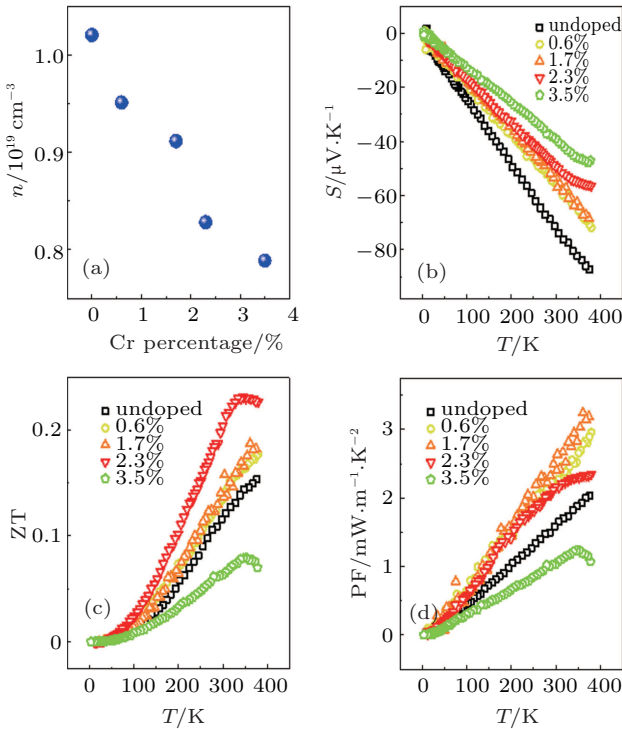 1.0
0.9
0.8
n/10¹⁹ cm⁻³
(a)
0 1 2 3 4
Cr percentage/%
0
−20
−40
−60
−80
S/μV·K⁻¹
undoped
0.6%
1.7%
2.3%
3.5%
(b)
0 100 200 300 400
T/K
0.2
0.1
0
ZT
undoped
0.6%
1.7%
2.3%
3.5%
(c)
0 100 200 300 400
T/K
3
2
1
0
PF/mW·m⁻¹·K⁻²
undoped
0.6%
1.7%
2.3%
3.5%
(d)
0 100 200 300 400
T/K